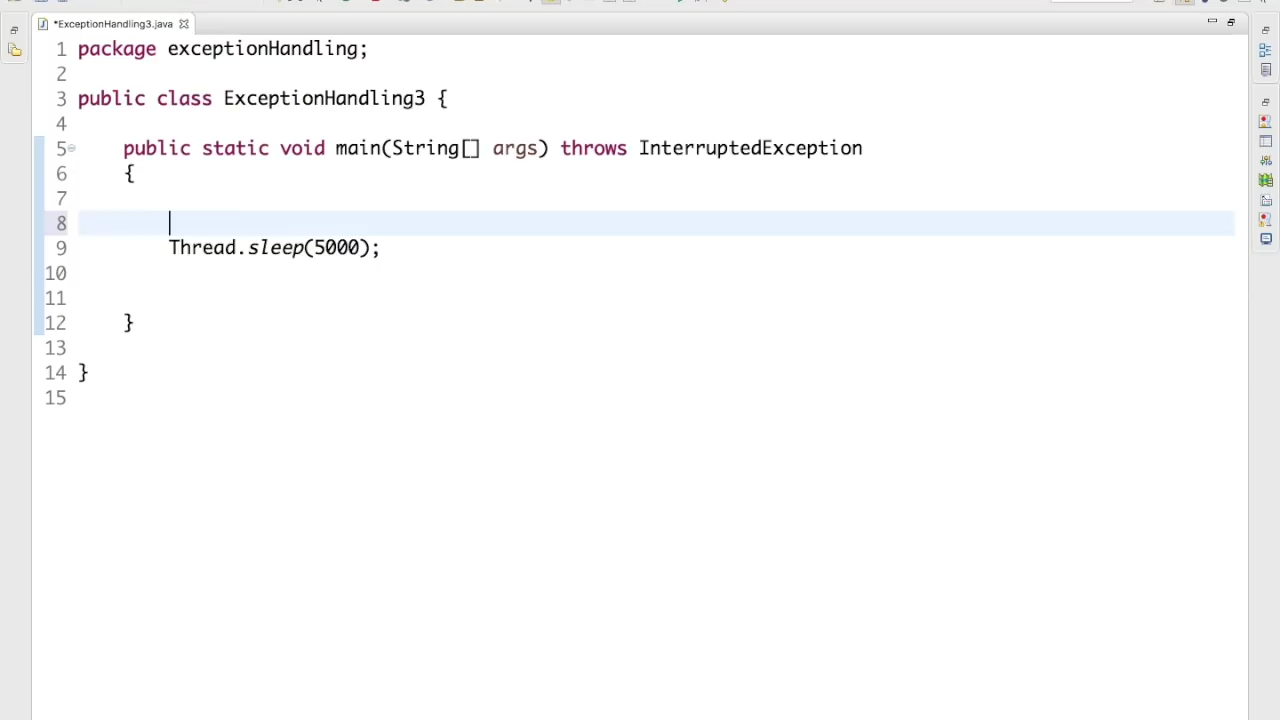 *ExceptionHandling3.java
1 package exceptionHandling;
2
3 public class ExceptionHandling3 {
4
5 public static void main(String[] args) throws InterruptedException
6 {
7
8
9 Thread.sleep(5000);
10
11
12 }
13
14 }
15